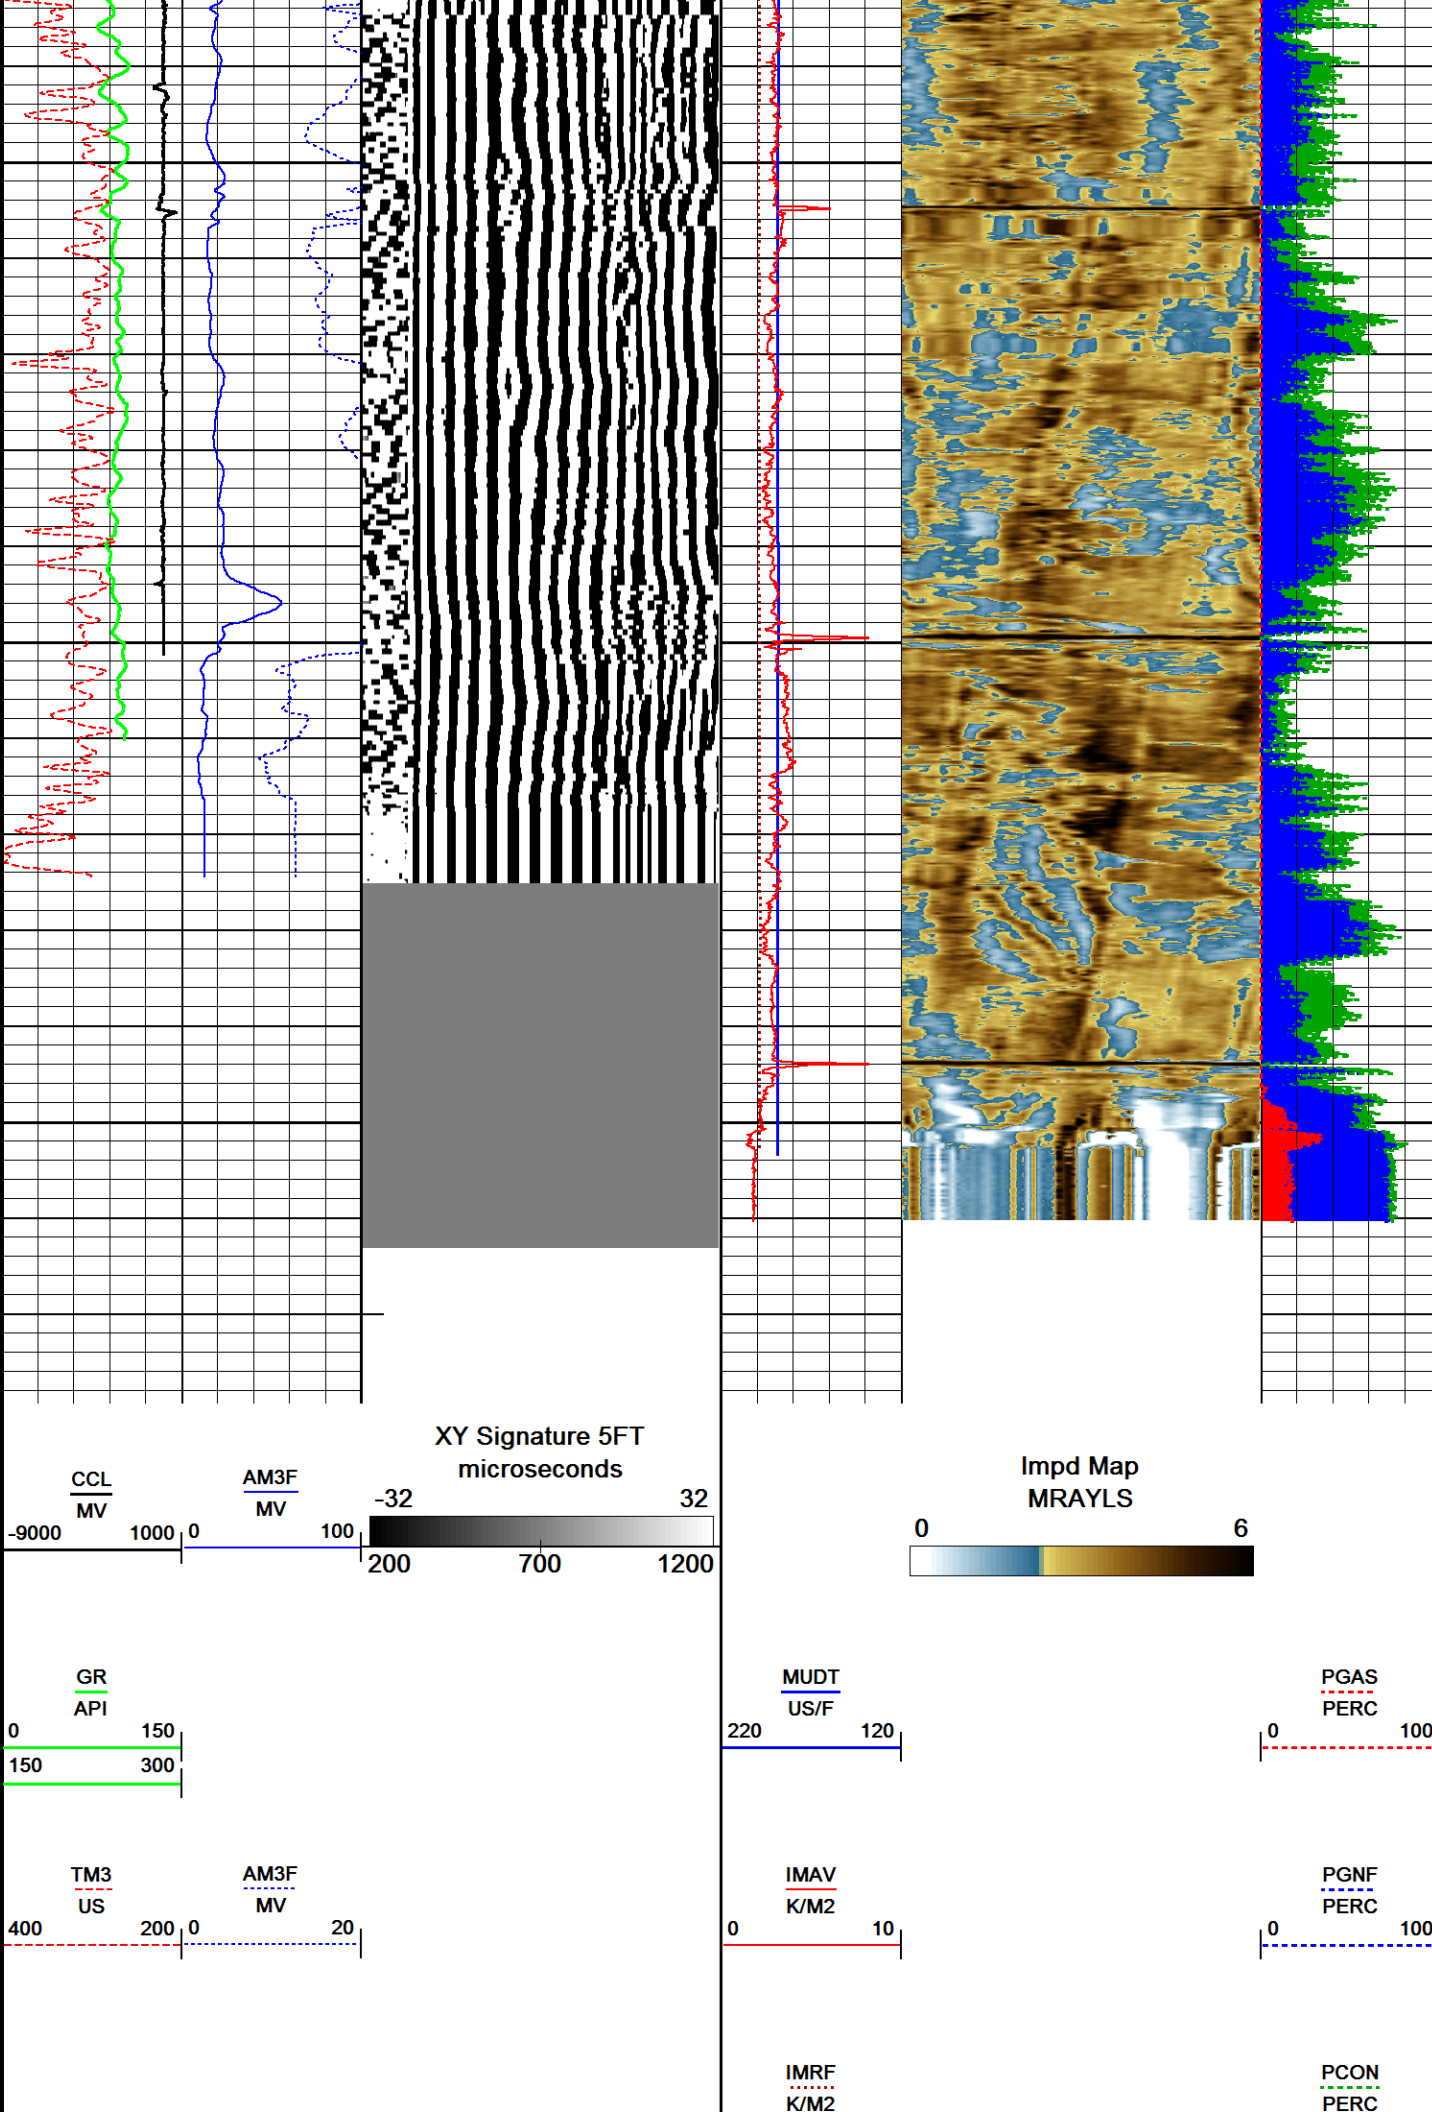 XY Signature 5FT
microseconds
-32 32
200 700 1200
CCL
MV
-9000 1000
AM3F
MV
0 100
Impd Map
MRAYLS
0 6
GR
API
0 150
150 300
MUDT
US/F
220 120
PGAS
PERC
0 100
TM3
US
400 200
AM3F
MV
0 20
IMAV
K/M2
0 10
PGNF
PERC
0 100
IMRF
K/M2
PCON
PERC